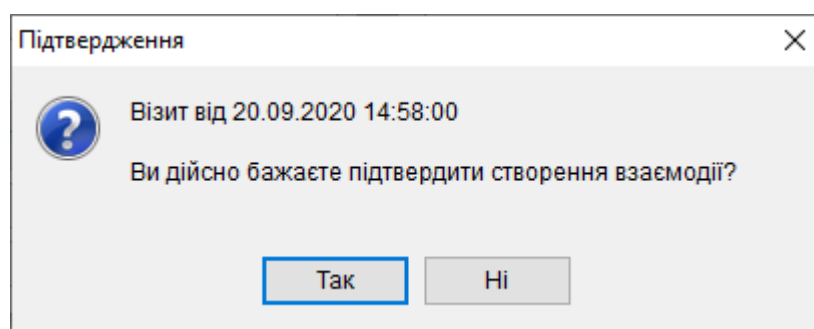 Підтвердження
Візит від 20.09.2020 14:58:00
Ви дійсно бажаєте підтвердити створення взаємодії?
Так Ні